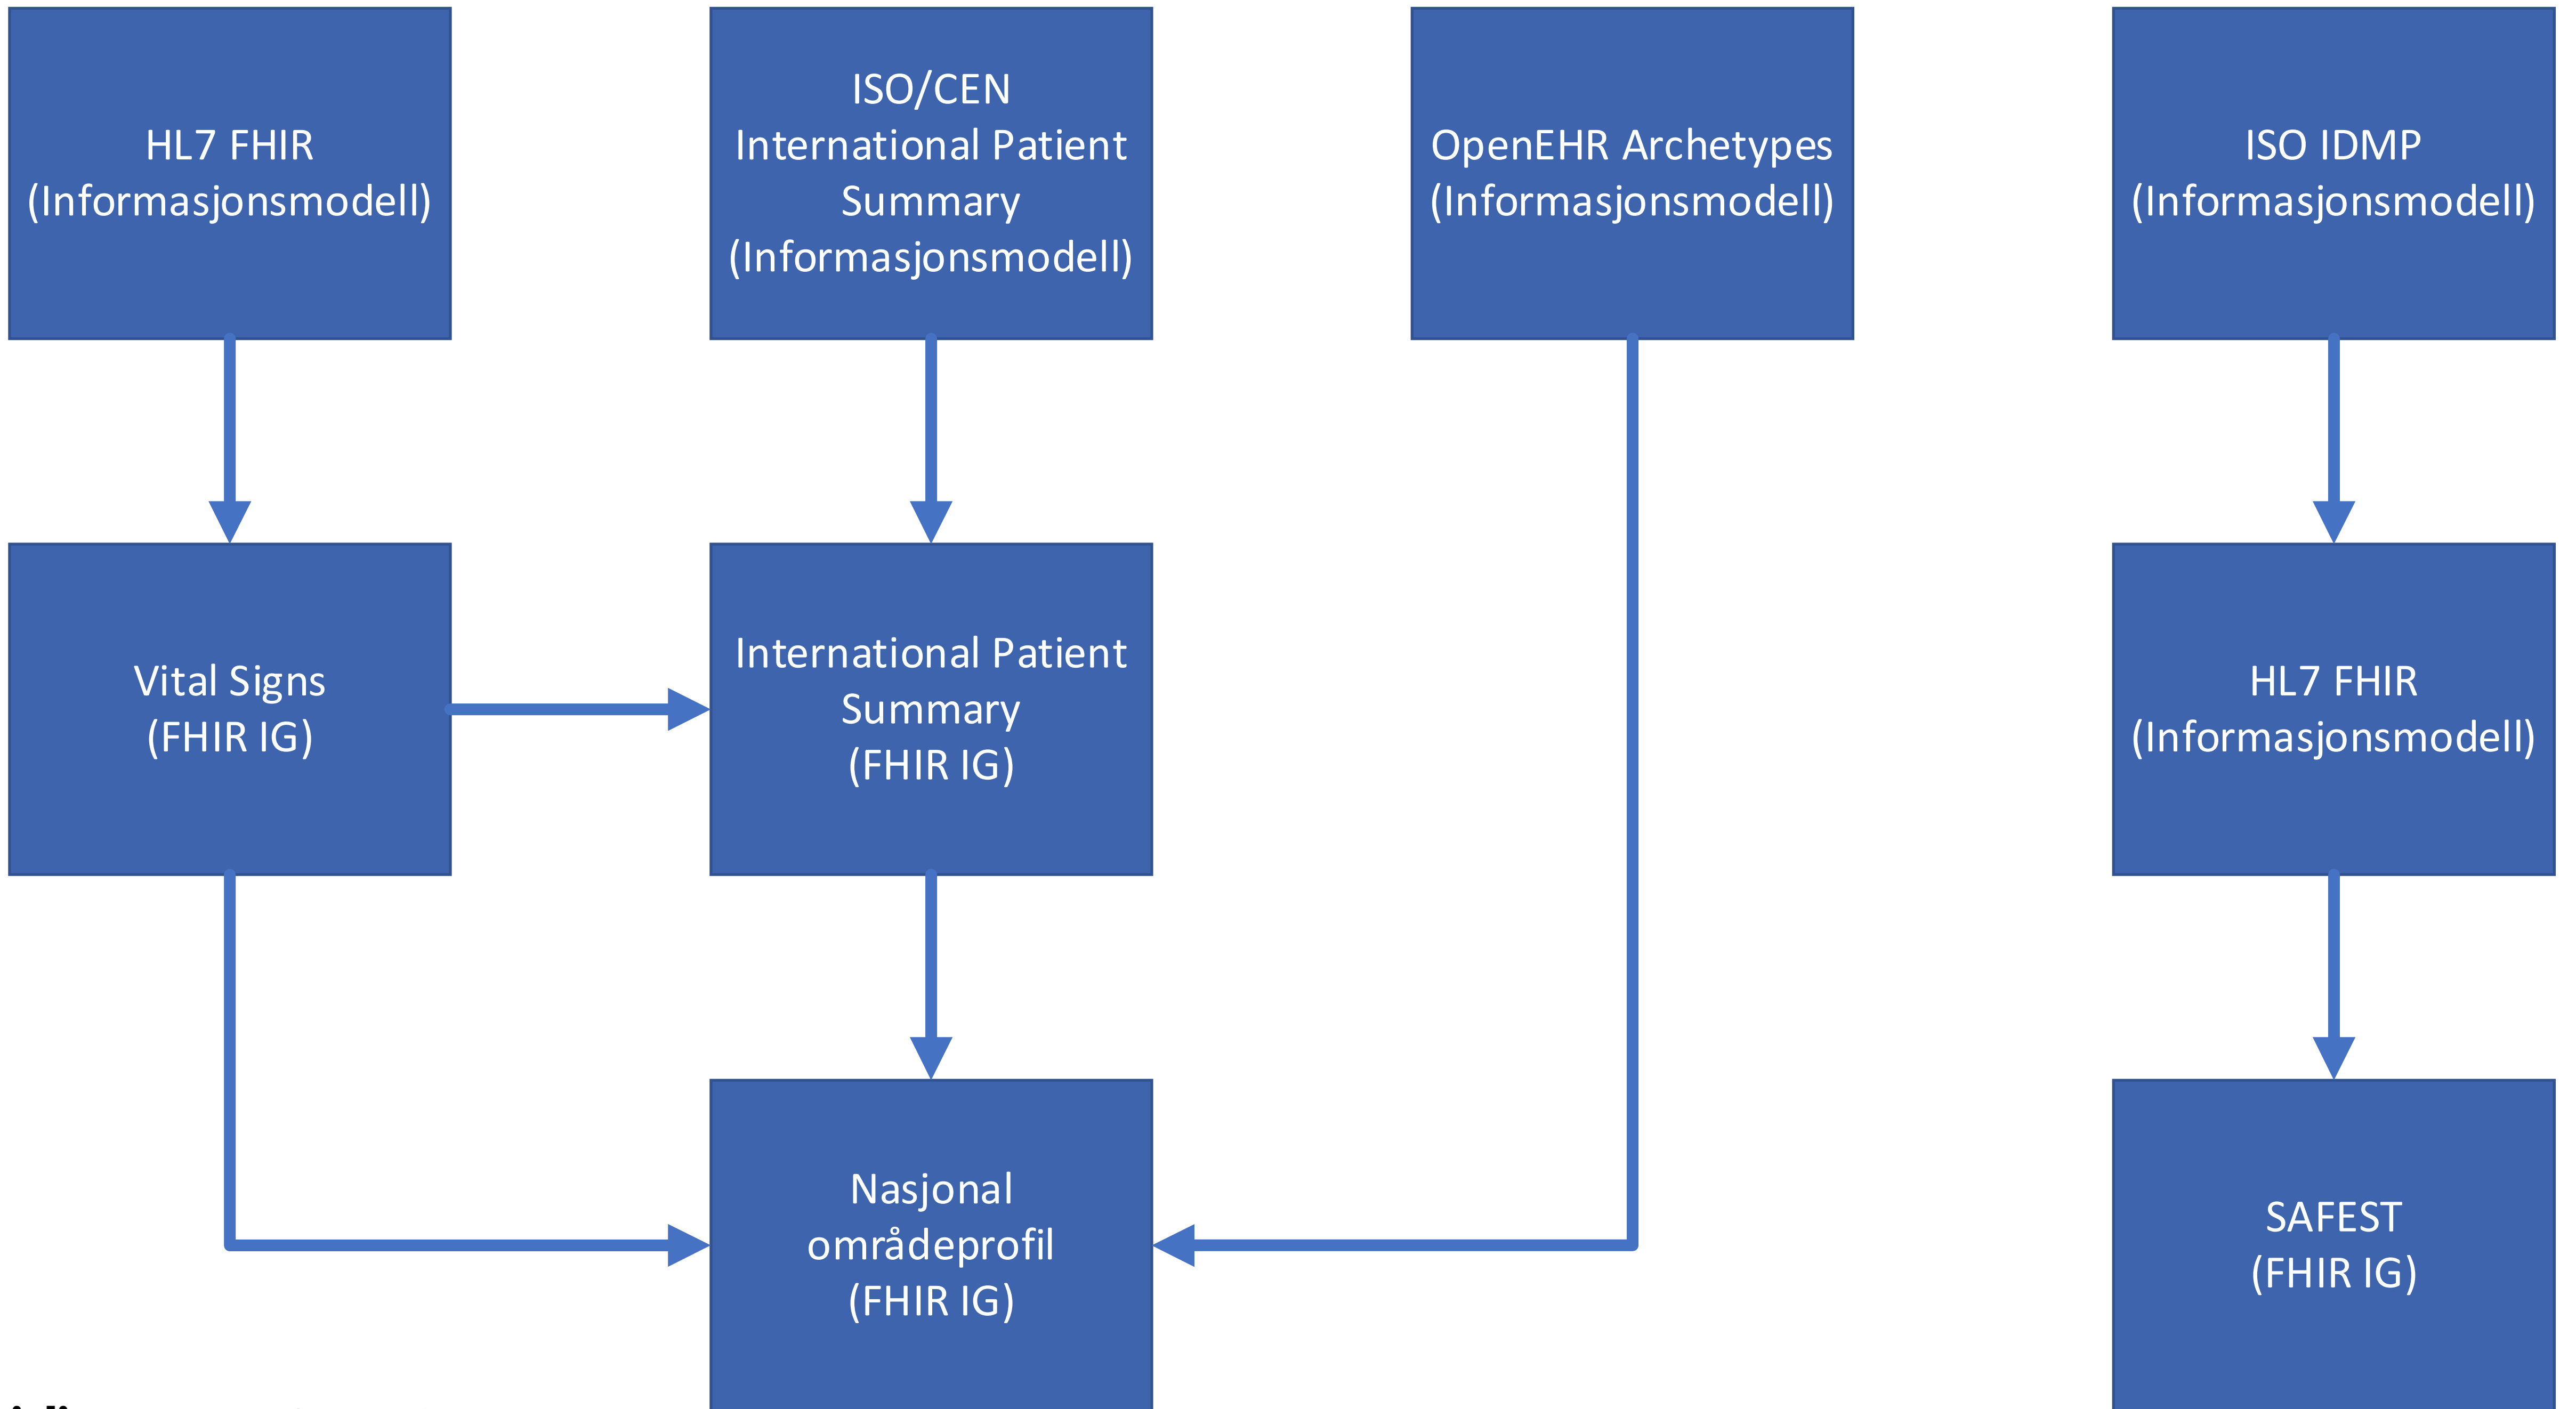 HL7 FHIR
(Informasjonsmodell)
ISO/CEN
International Patient
Summary
(Informasjonsmodell)
OpenEHR Archetypes
(Informasjonsmodell)
ISO IDMP
(Informasjonsmodell)
Vital Signs
(FHIR IG)
International Patient
Summary
(FHIR IG)
HL7 FHIR
(Informasjonsmodell)
Nasjonal
områdeprofil
(FHIR IG)
SAFEST
(FHIR IG)